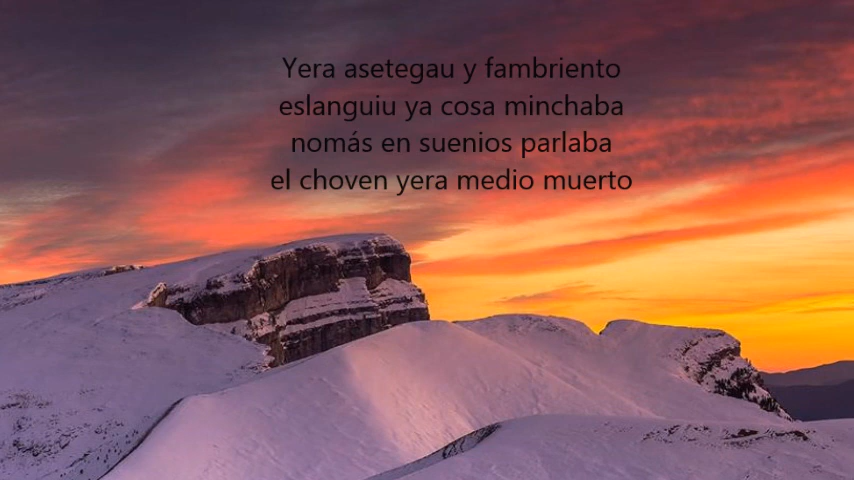 Yera asetegau y fambriento
eslanguiu ya cosa minchaba
nomás en suenios parlaba
el choven yera medio muerto